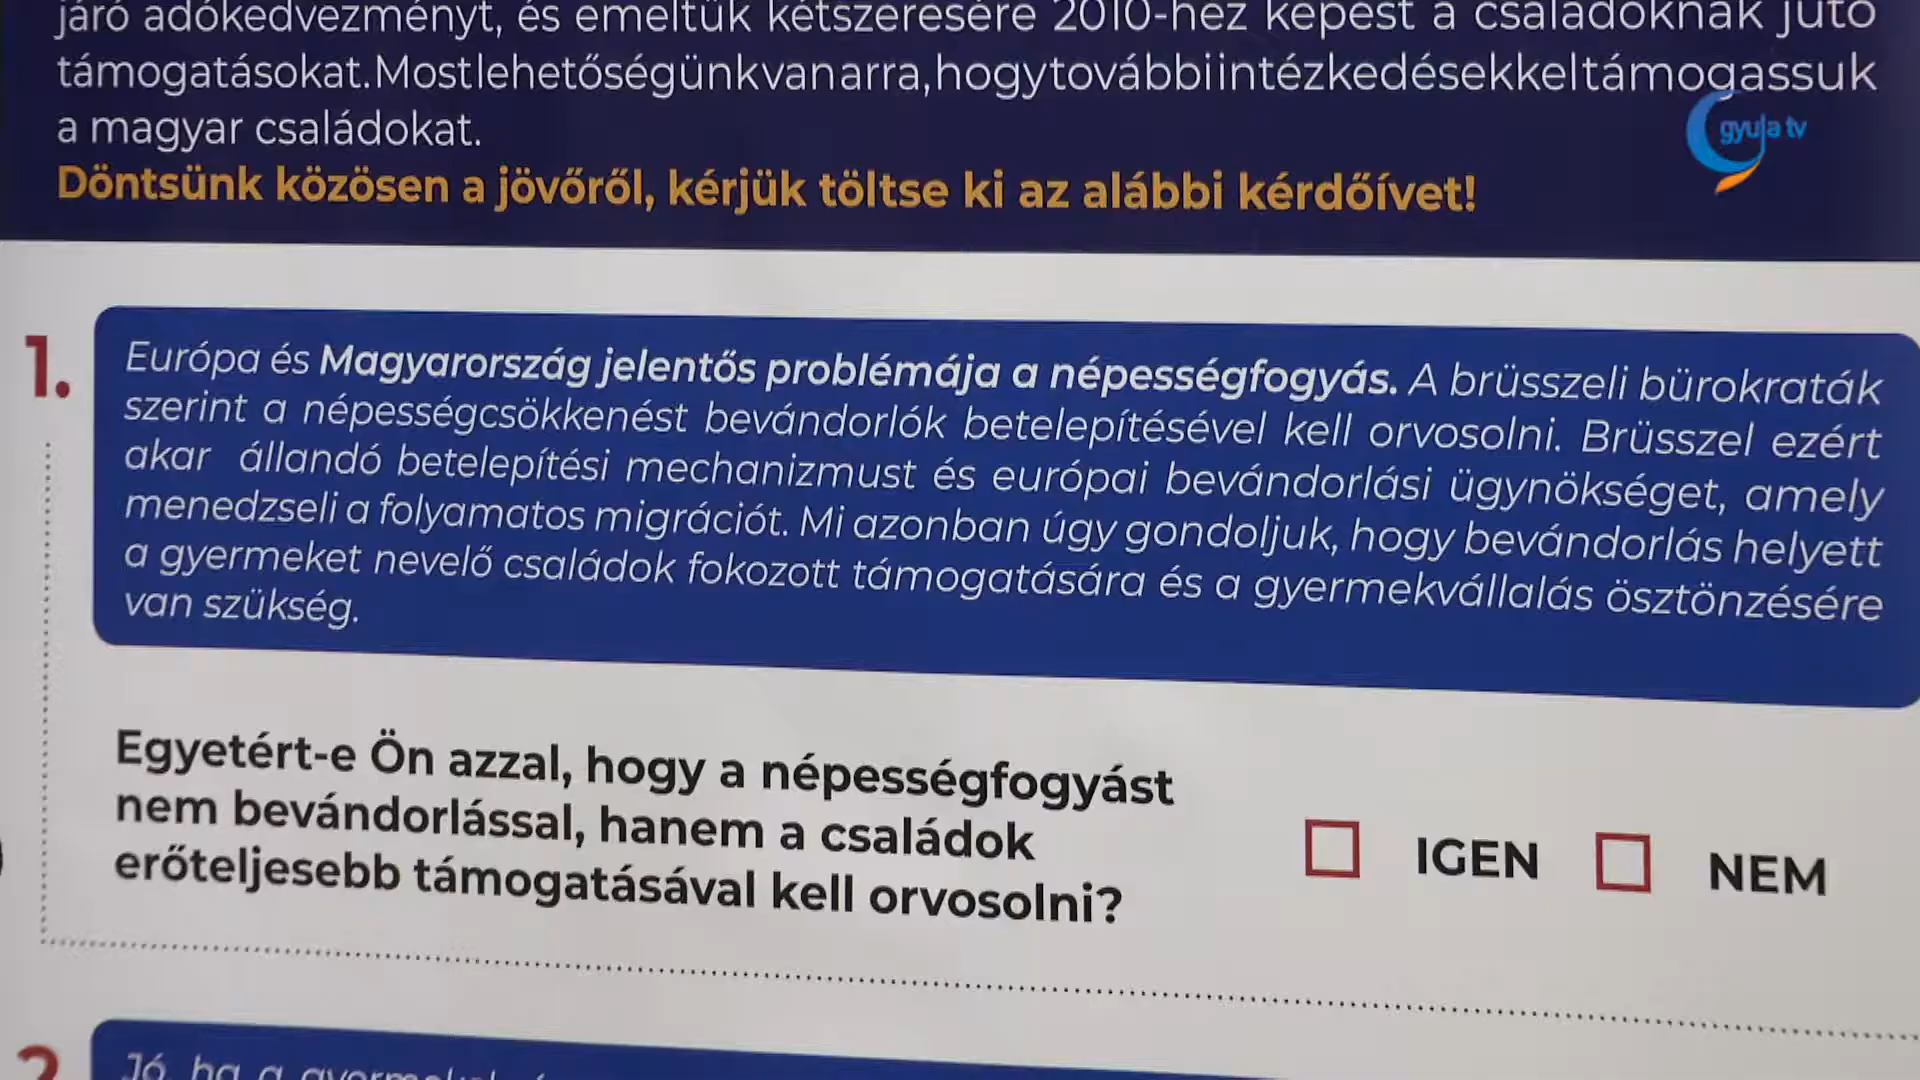 járó adókedvezményt, és emeltük kétszeresére 2010-hez képest a családoknak jutó
támogatásokat.Mostlehetőségünkvanarra,hogytovábbiintézkedésekkeltámogassuk
a magyar családokat.
gyula tv
Döntsünk közösen a jövőről, kérjük töltse ki az alábbi kérdőívet!
1.
Európa és Magyarország jelentős problémája a népességfogyás. A brüsszeli bürokraták
szerint a népességcsökkenést bevándorlók betelepítésével kell orvosolni. Brüsszel ezért
akar állandó betelepítési mechanizmust és európai bevándorlási ügynökséget, amely
menedzseli a folyamatos migrációt. Mi azonban úgy gondoljuk, hogy bevándorlás helyett
a gyermeket nevelő családok fokozott támogatására és a gyermekvállalás ösztönzésére
van szükség.
Egyetért-e Ön azzal, hogy a népességfogyást
nem bevándorlással, hanem a családok
erőteljesebb támogatásával kell orvosolni?
IGEN NEM
2
Jó, ha a